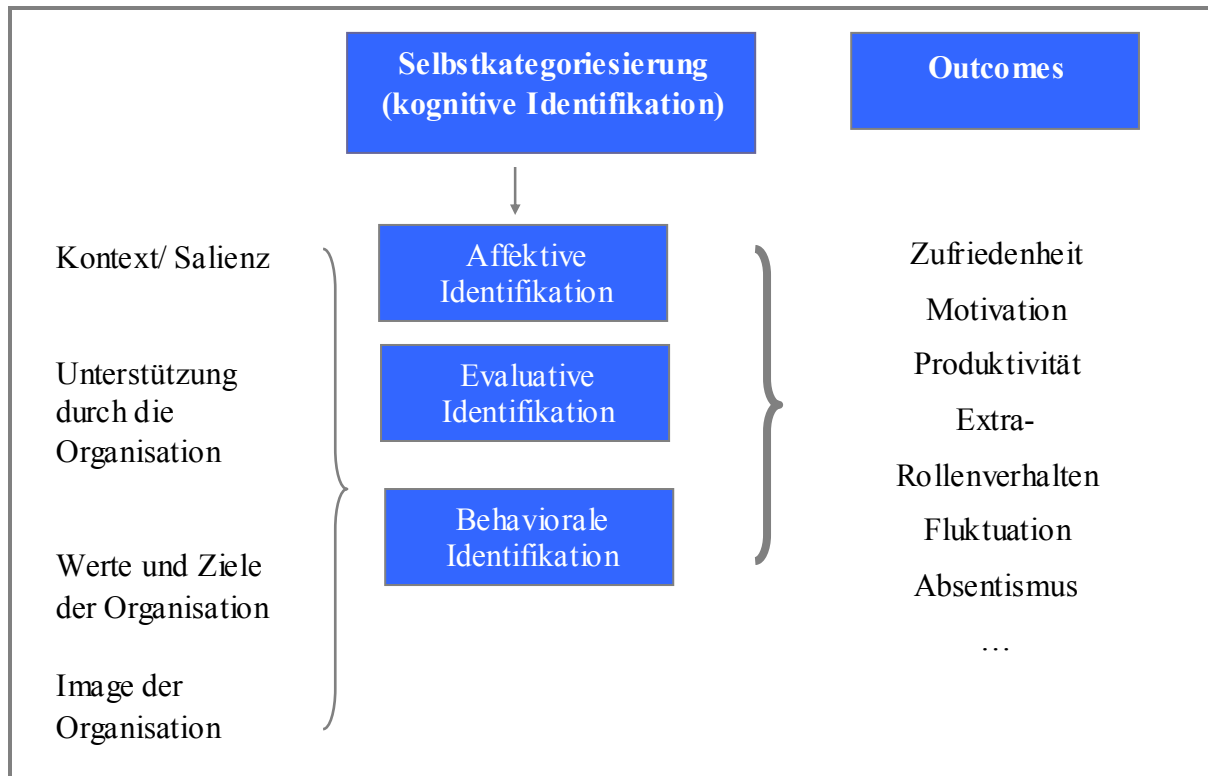 Selbstkategoriesierung
(kognitive Identifikation)
Outcomes
Kontext/ Salienz
Unterstützung
durch die
Organisation
Werte und Ziele
der Organisation
Image der
Organisation
Affektive
Identifikation
Evaluative
Identifikation
Behaviorale
Identifikation
Zufriedenheit
Motivation
Produktivität
Extra-
Rollenverhalten
Fluktuation
Absentismus
…